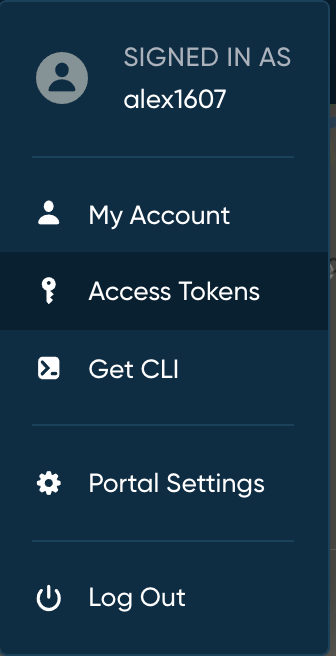 SIGNED IN AS
alex1607
My Account
Access Tokens
Get CLI
Portal Settings
Log Out